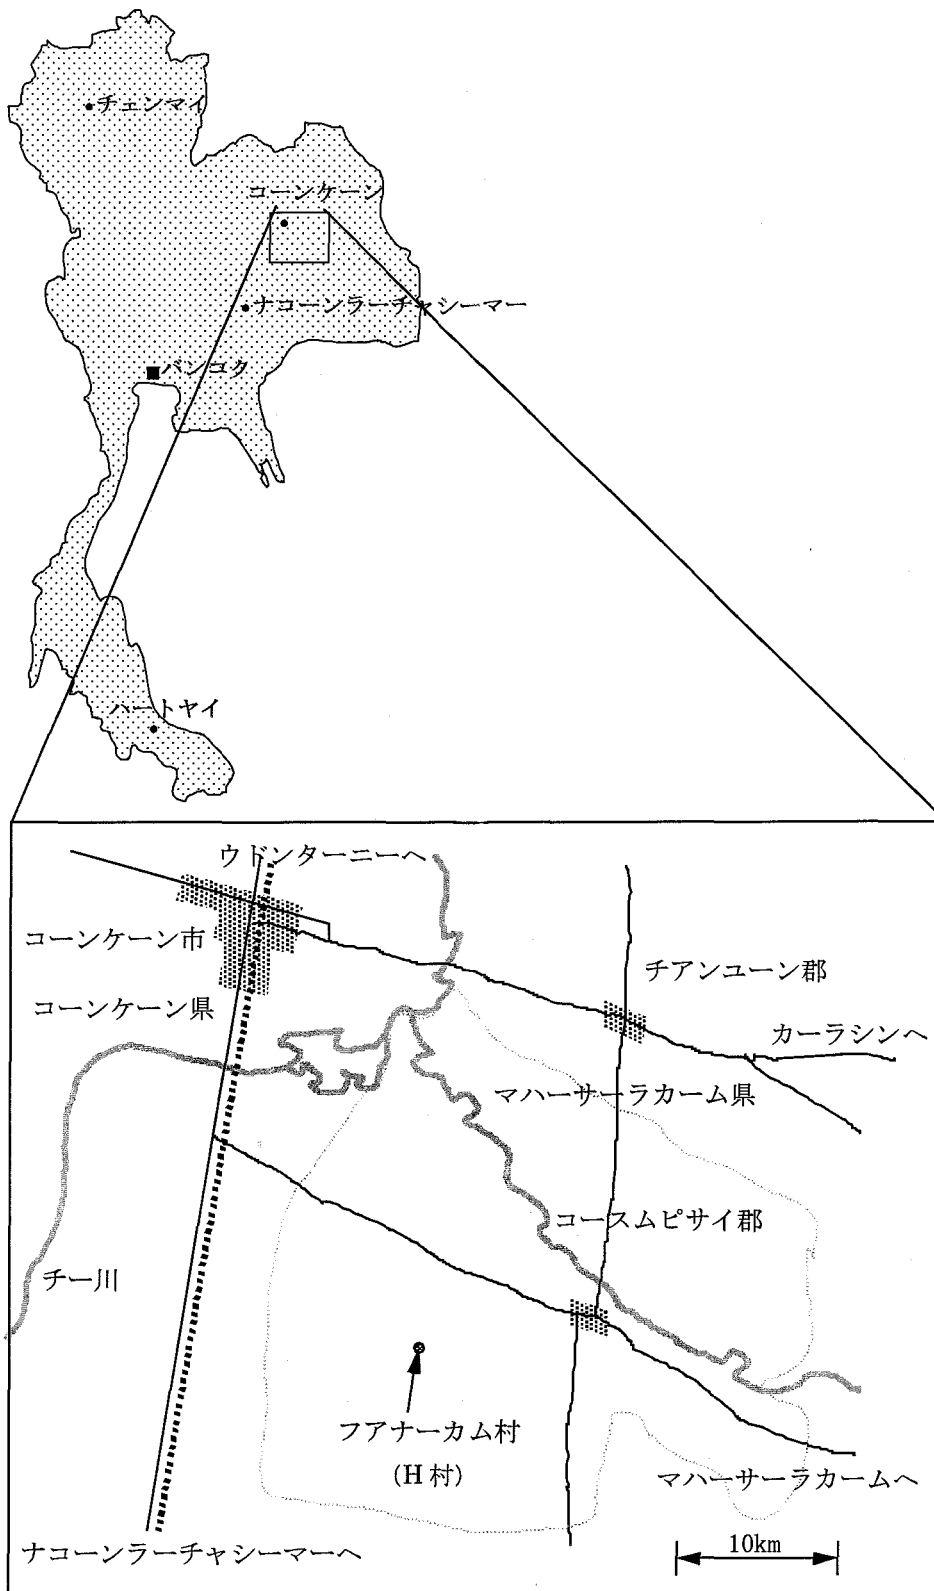 チェンマイ
コーンケーン
ナコーンラーチャシーマー
バンコク
ハートヤイ
ウドンターニーへ
コーンケーン市
チアンユーン郡
コーンケーン県
カーラシンへ
マハーサーラカーム県
コースムピサイ郡
チー川
フアナーカム村
(H村)
マハーサーラカームへ
10km
ナコーンラーチャシーマーへ